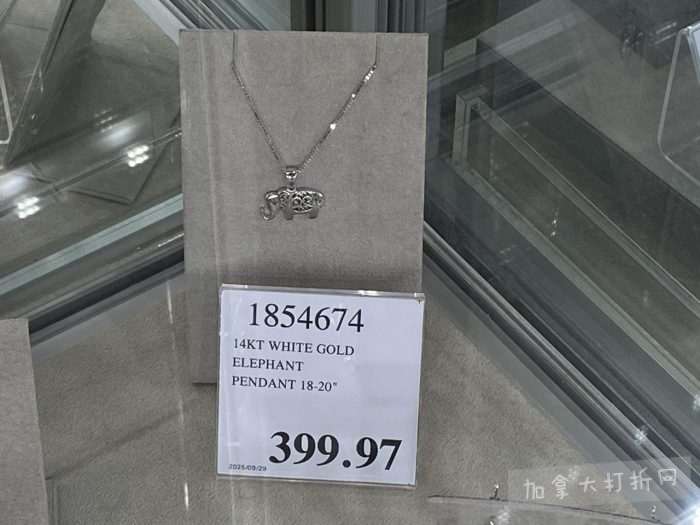 1854674
14KT WHITE GOLD
ELEPHANT
PENDANT 18-20"
399.97
2025/09/29
加拿大打折网